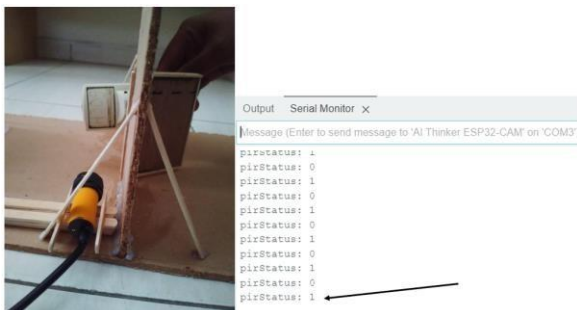 Output Serial Monitor ×
Message (Enter to send message to 'AI Thinker ESP32-CAM' on 'COM3'
pirStatus: 1
pirStatus: 0
pirStatus: 1
pirStatus: 0
pirStatus: 1
pirStatus: 0
pirStatus: 1
pirStatus: 0
pirStatus: 1
pirStatus: 0
pirStatus: 1